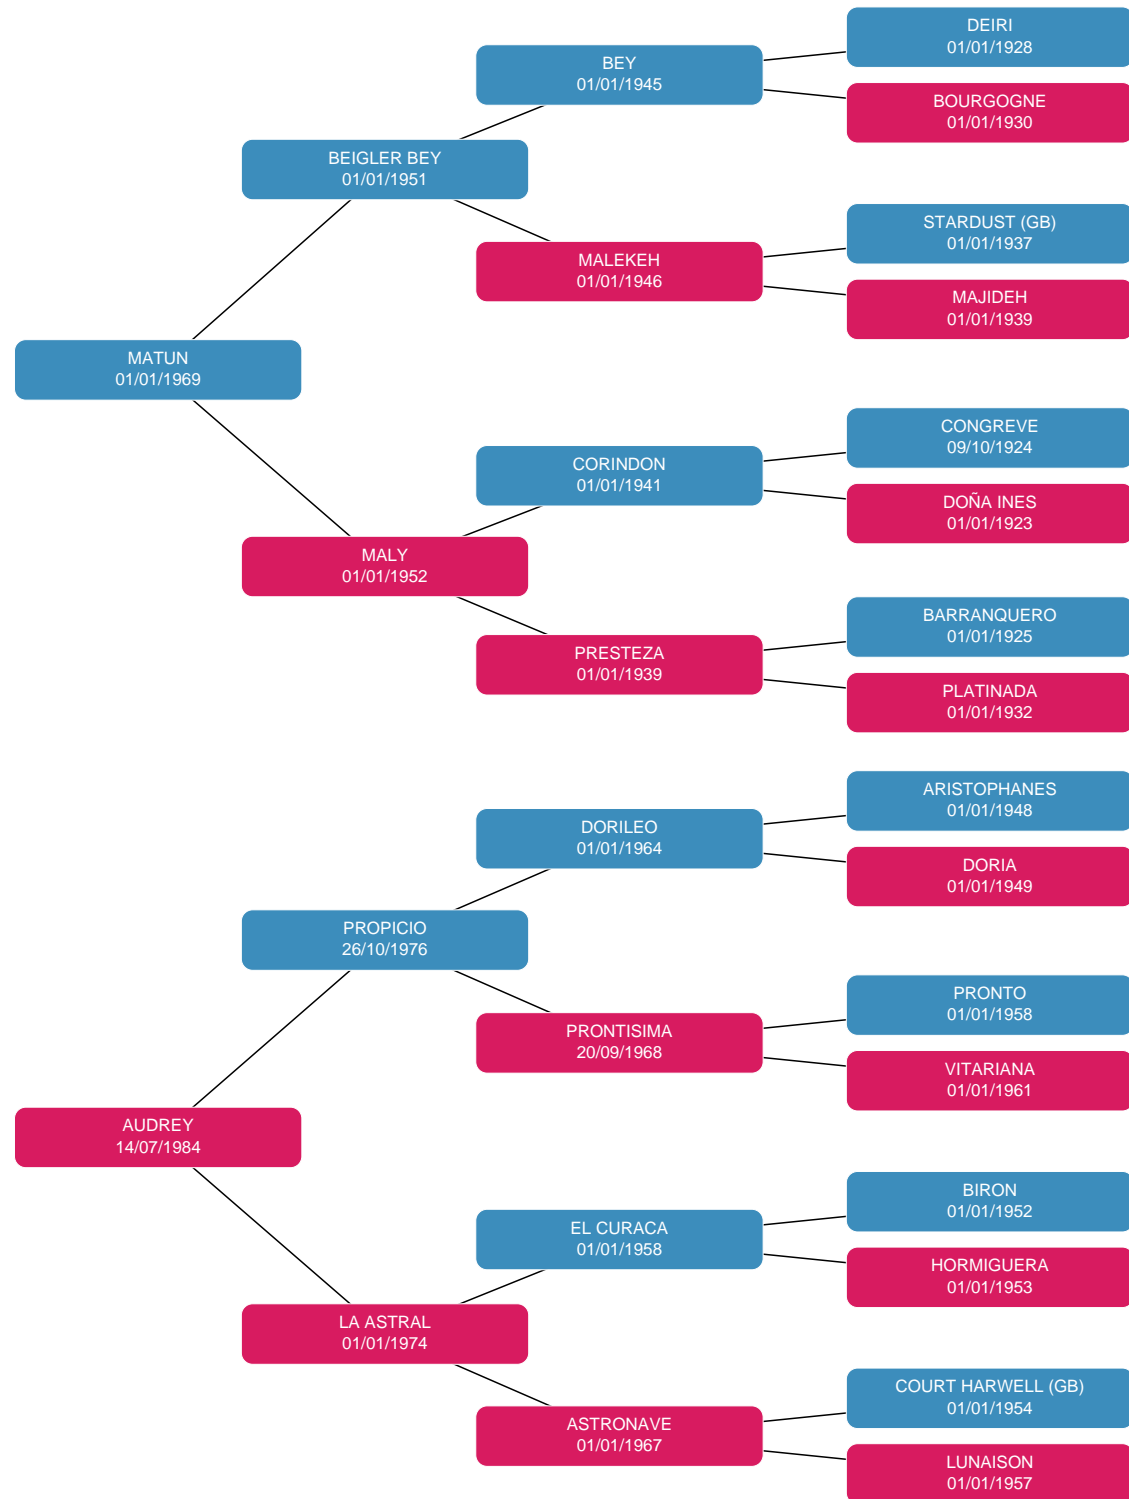 DEIRI
01/01/1928
BEY
01/01/1945
BOURGOGNE
01/01/1930
BEIGLER BEY
01/01/1951
STARDUST (GB)
01/01/1937
MALEKEH
01/01/1946
MAJIDEH
01/01/1939
MATUN
01/01/1969
CONGREVE
09/10/1924
CORINDON
01/01/1941
DOÑA INES
01/01/1923
MALY
01/01/1952
BARRANQUERO
01/01/1925
PRESTEZA
01/01/1939
PLATINADA
01/01/1932
ARISTOPHANES
01/01/1948
DORILEO
01/01/1964
DORIA
01/01/1949
PROPICIO
26/10/1976
PRONTO
01/01/1958
PRONTISIMA
20/09/1968
VITARIANA
01/01/1961
AUDREY
14/07/1984
BIRON
01/01/1952
EL CURACA
01/01/1958
HORMIGUERA
01/01/1953
LA ASTRAL
01/01/1974
COURT HARWELL (GB)
01/01/1954
ASTRONAVE
01/01/1967
LUNAISON
01/01/1957